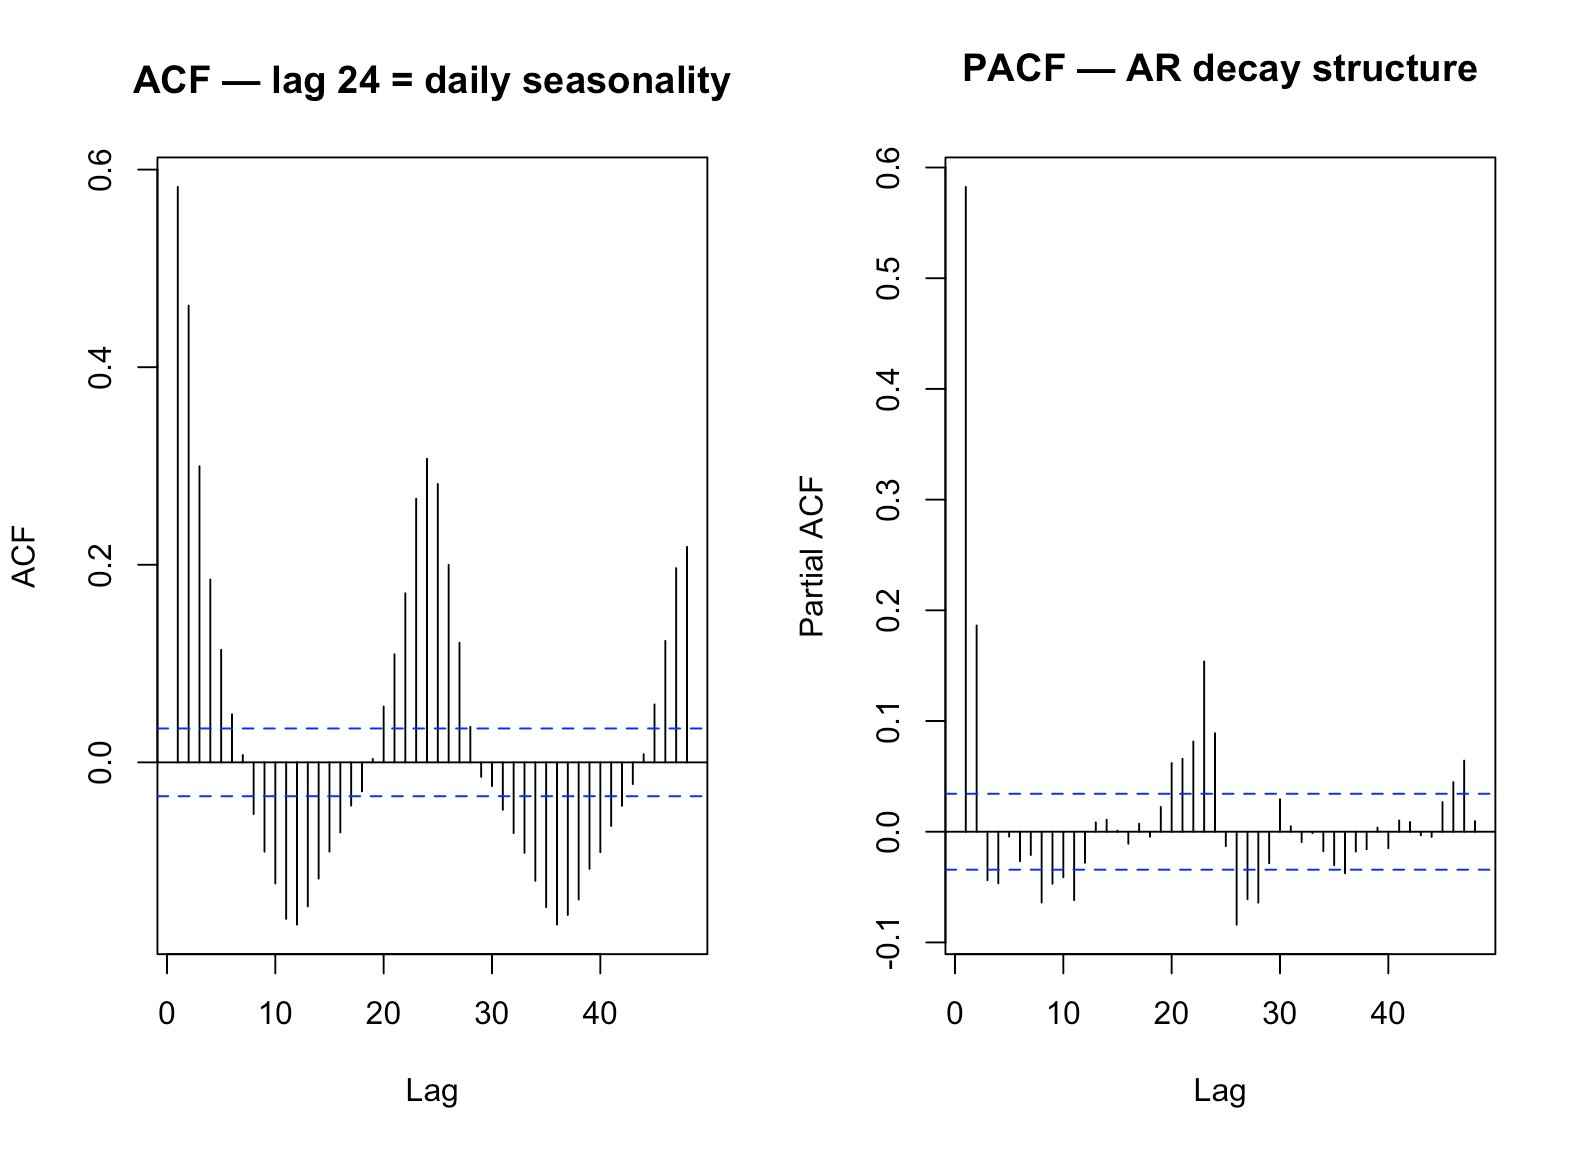 ACF — lag 24 = daily seasonality
ACF
0.0
0.2
0.4
0.6
0 10 20 30 40
Lag
PACF — AR decay structure
Partial ACF
-0.1
0.0
0.1
0.2
0.3
0.4
0.5
0.6
0 10 20 30 40
Lag